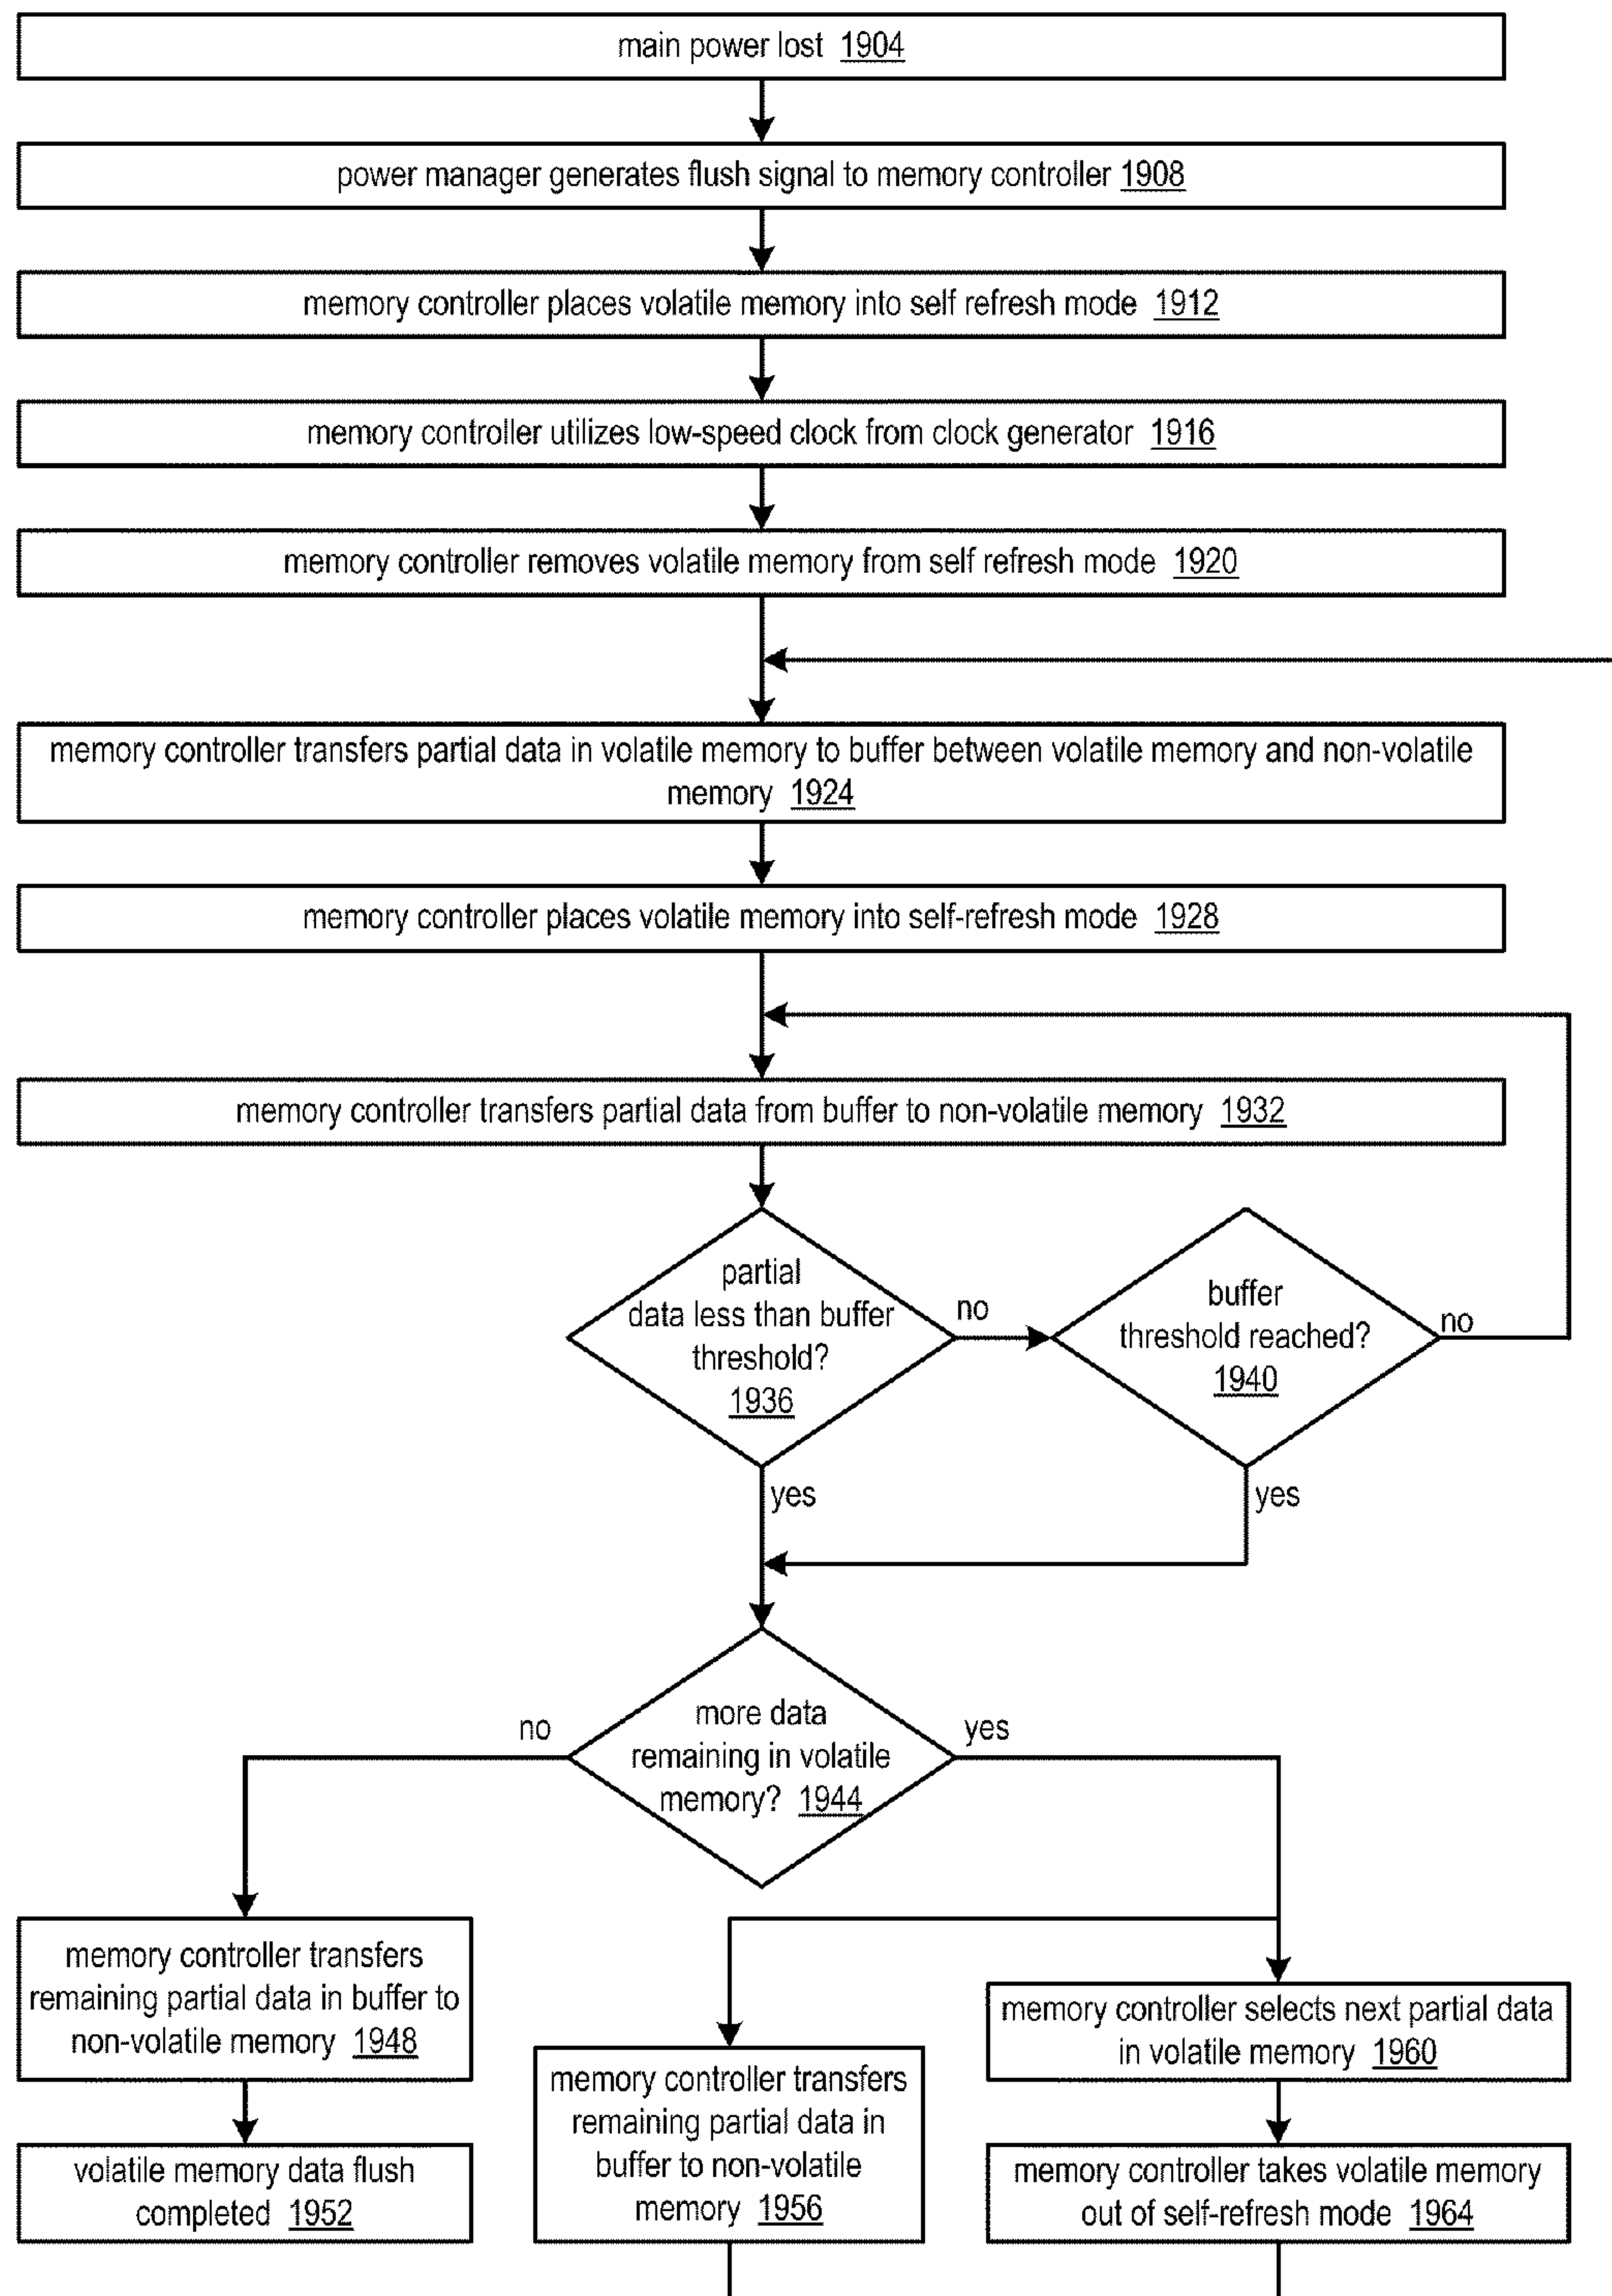 main power lost 1904
power manager generates flush signal to memory controller 1908
memory controller places volatile memory into self refresh mode 1912
memory controller utilizes low-speed clock from clock generator 1916
memory controller removes volatile memory from self refresh mode 1920
memory controller transfers partial data in volatile memory to buffer between volatile memory and non-volatile
memory 1924
memory controller places volatile memory into self-refresh mode 1928
memory controller transfers partial data from buffer to non-volatile memory 1932
partial
data less than buffer
threshold?
1936
no
buffer
threshold reached?
1940
no
yes
yes
more data
remaining in volatile
memory? 1944
no
yes
memory controller transfers
remaining partial data in buffer to
non-volatile memory 1948
volatile memory data flush
completed 1952
memory controller transfers
remaining partial data in
buffer to non-volatile
memory 1956
memory controller selects next partial data
in volatile memory 1960
memory controller takes volatile memory
out of self-refresh mode 1964